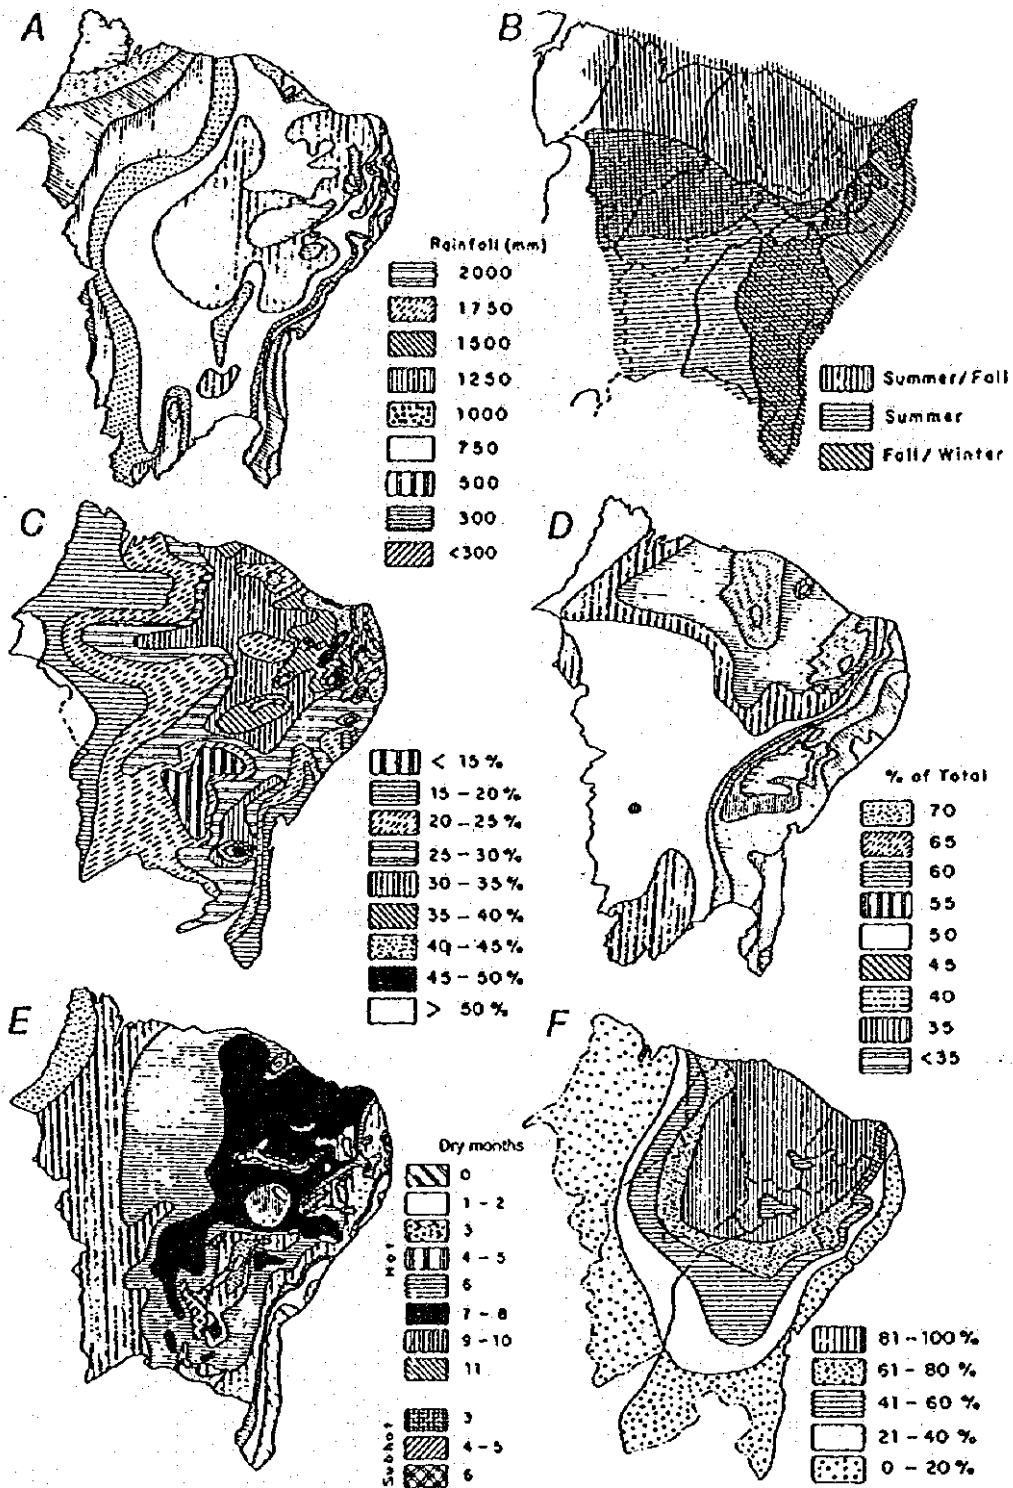 A
Rainfall (mm)
2000
1750
1500
1250
1000
750
500
300
<300
B
Summer/Fall
Summer
Fall/Winter
C
< 15%
15 - 20%
20 - 25%
25 - 30%
30 - 35%
35 - 40%
40 - 45%
45 - 50%
> 50%
D
% of Total
70
65
60
55
50
45
40
35
<35
E
Dry months
Hot
0
1 - 2
3
4 - 5
6
7 - 8
9 - 10
11
Subhot
3
4 - 5
6
F
81 - 100%
61 - 80%
41 - 60%
21 - 40%
0 - 20%